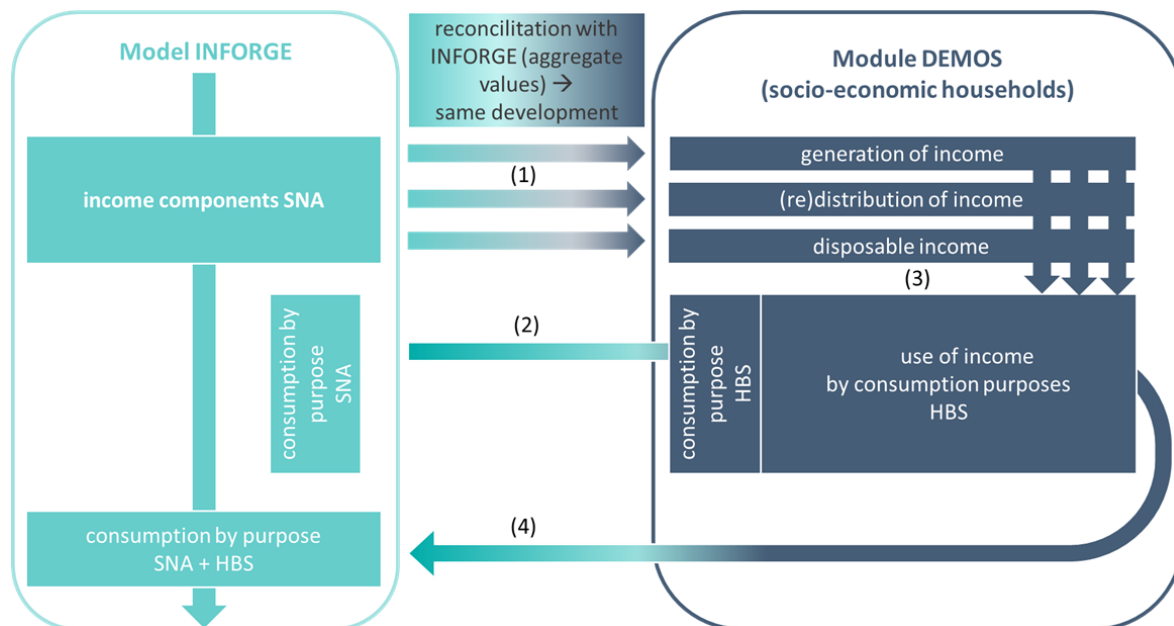 Model INFORGE
reconcilitation with
INFORGE (aggregate
values) →
same development
Module DEMOS
(socio-economic households)
income components SNA
(1)
generation of income
(re)distribution of income
disposable income
(3)
consumption by
purpose
SNA
(2)
consumption by
purpose
HBS
use of income
by consumption purposes
HBS
consumption by purpose
SNA + HBS
(4)